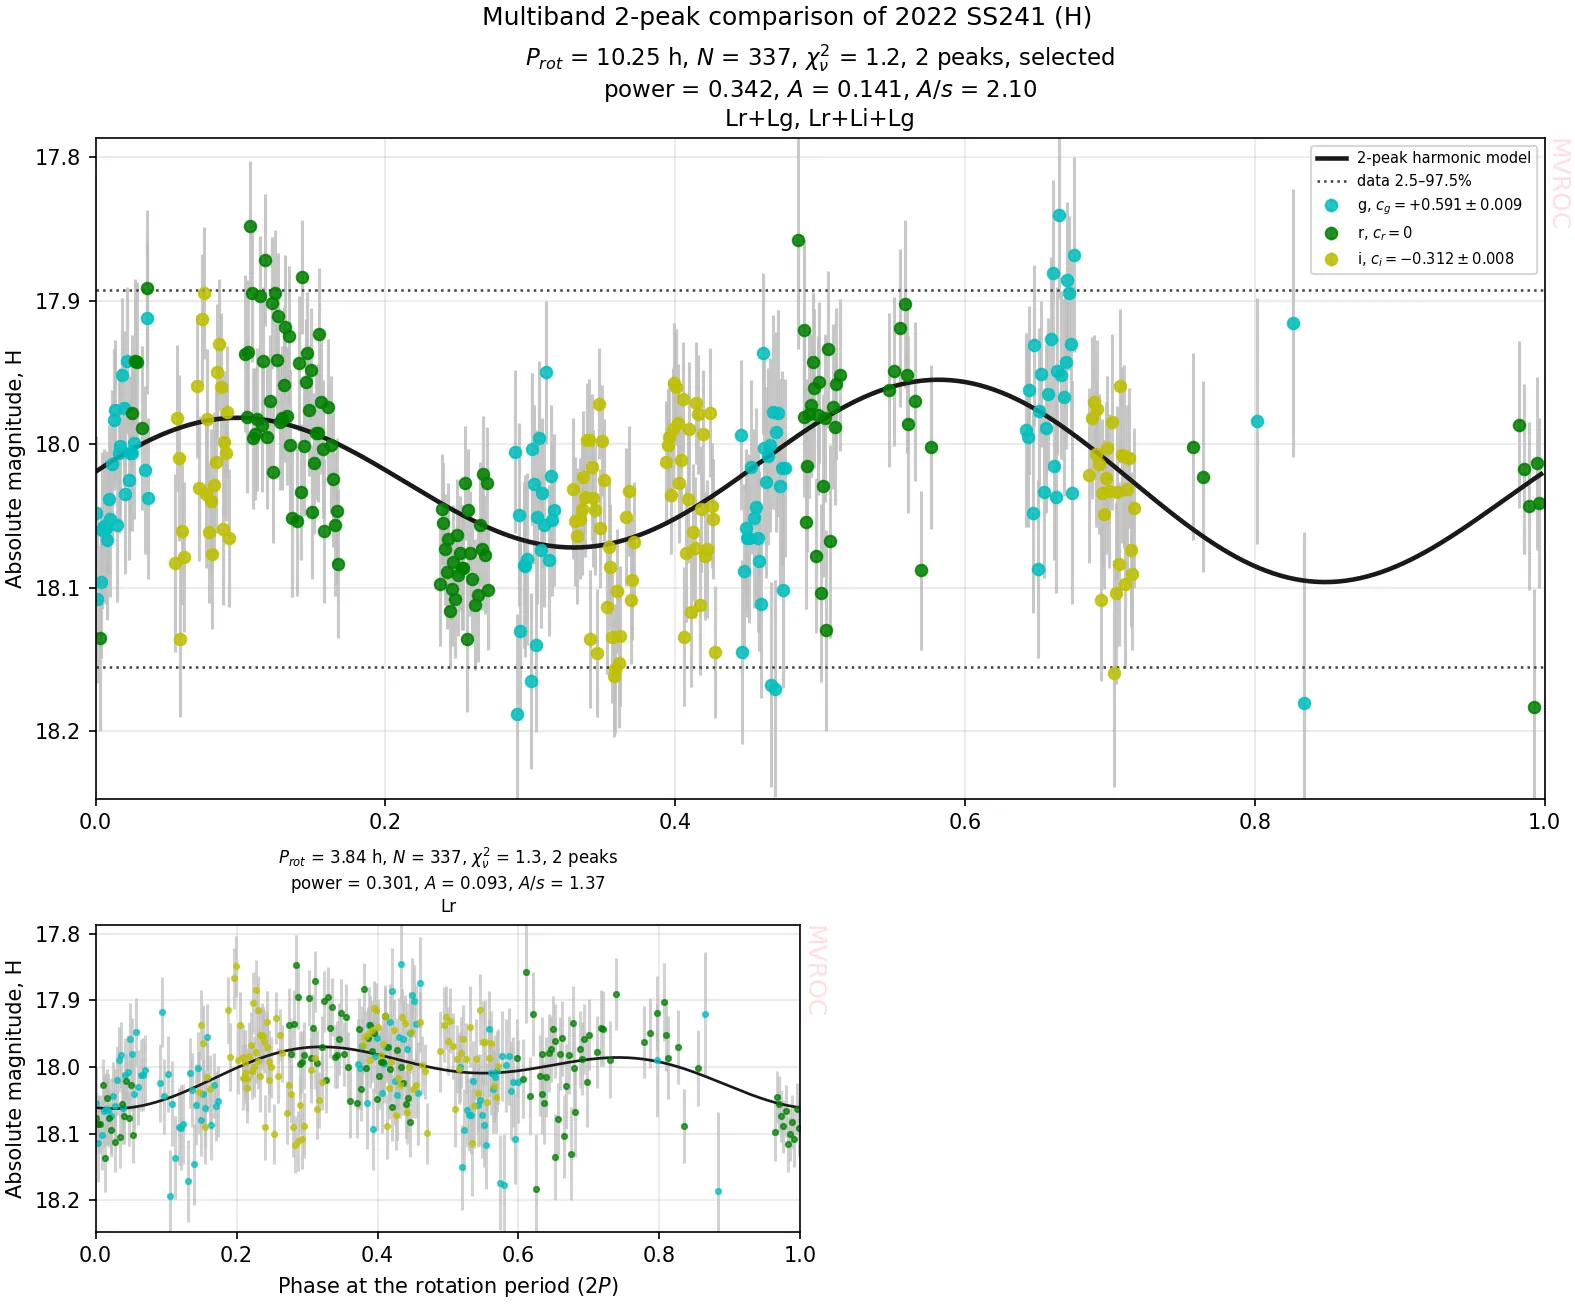 Multiband 2-peak comparison of 2022 SS241 (H)
P_rot = 10.25 h, N = 337, χ²_ν = 1.2, 2 peaks, selected
power = 0.342, A = 0.141, A/s = 2.10
Lr+Lg, Lr+Li+Lg
MVROC
2-peak harmonic model
data 2.5–97.5%
g, c_g = +0.591 ± 0.009
r, c_r = 0
i, c_i = −0.312 ± 0.008
Absolute magnitude, H
17.8
17.9
18.0
18.1
18.2
0.0 0.2 0.4 0.6 0.8 1.0
P_rot = 3.84 h, N = 337, χ²_ν = 1.3, 2 peaks
power = 0.301, A = 0.093, A/s = 1.37
Lr
MVROC
Absolute magnitude, H
17.8
17.9
18.0
18.1
18.2
0.0 0.2 0.4 0.6 0.8 1.0
Phase at the rotation period (2P)